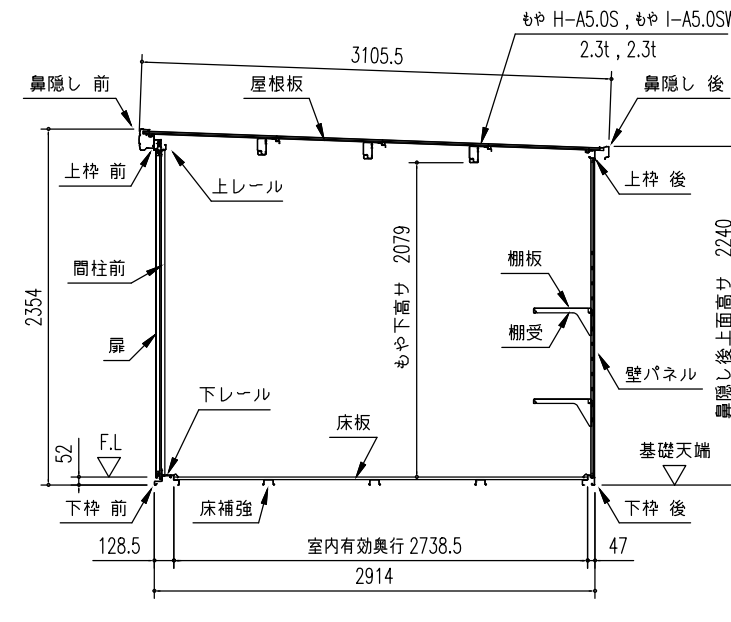 もや H-A5.0S , もや I-A5.0SW
2.3t , 2.3t
3105.5
鼻隠し 前
屋根板
鼻隠し 後
上枠 前
上レール
上枠 後
間柱前
もや下高サ 2079
棚板
2354
鼻隠し後上面高サ 2240
棚受
扉
壁パネル
下レール
床板
F.L
52
基礎天端
下枠 前
床補強
下枠 後
128.5
室内有効奥行 2738.5
47
2914